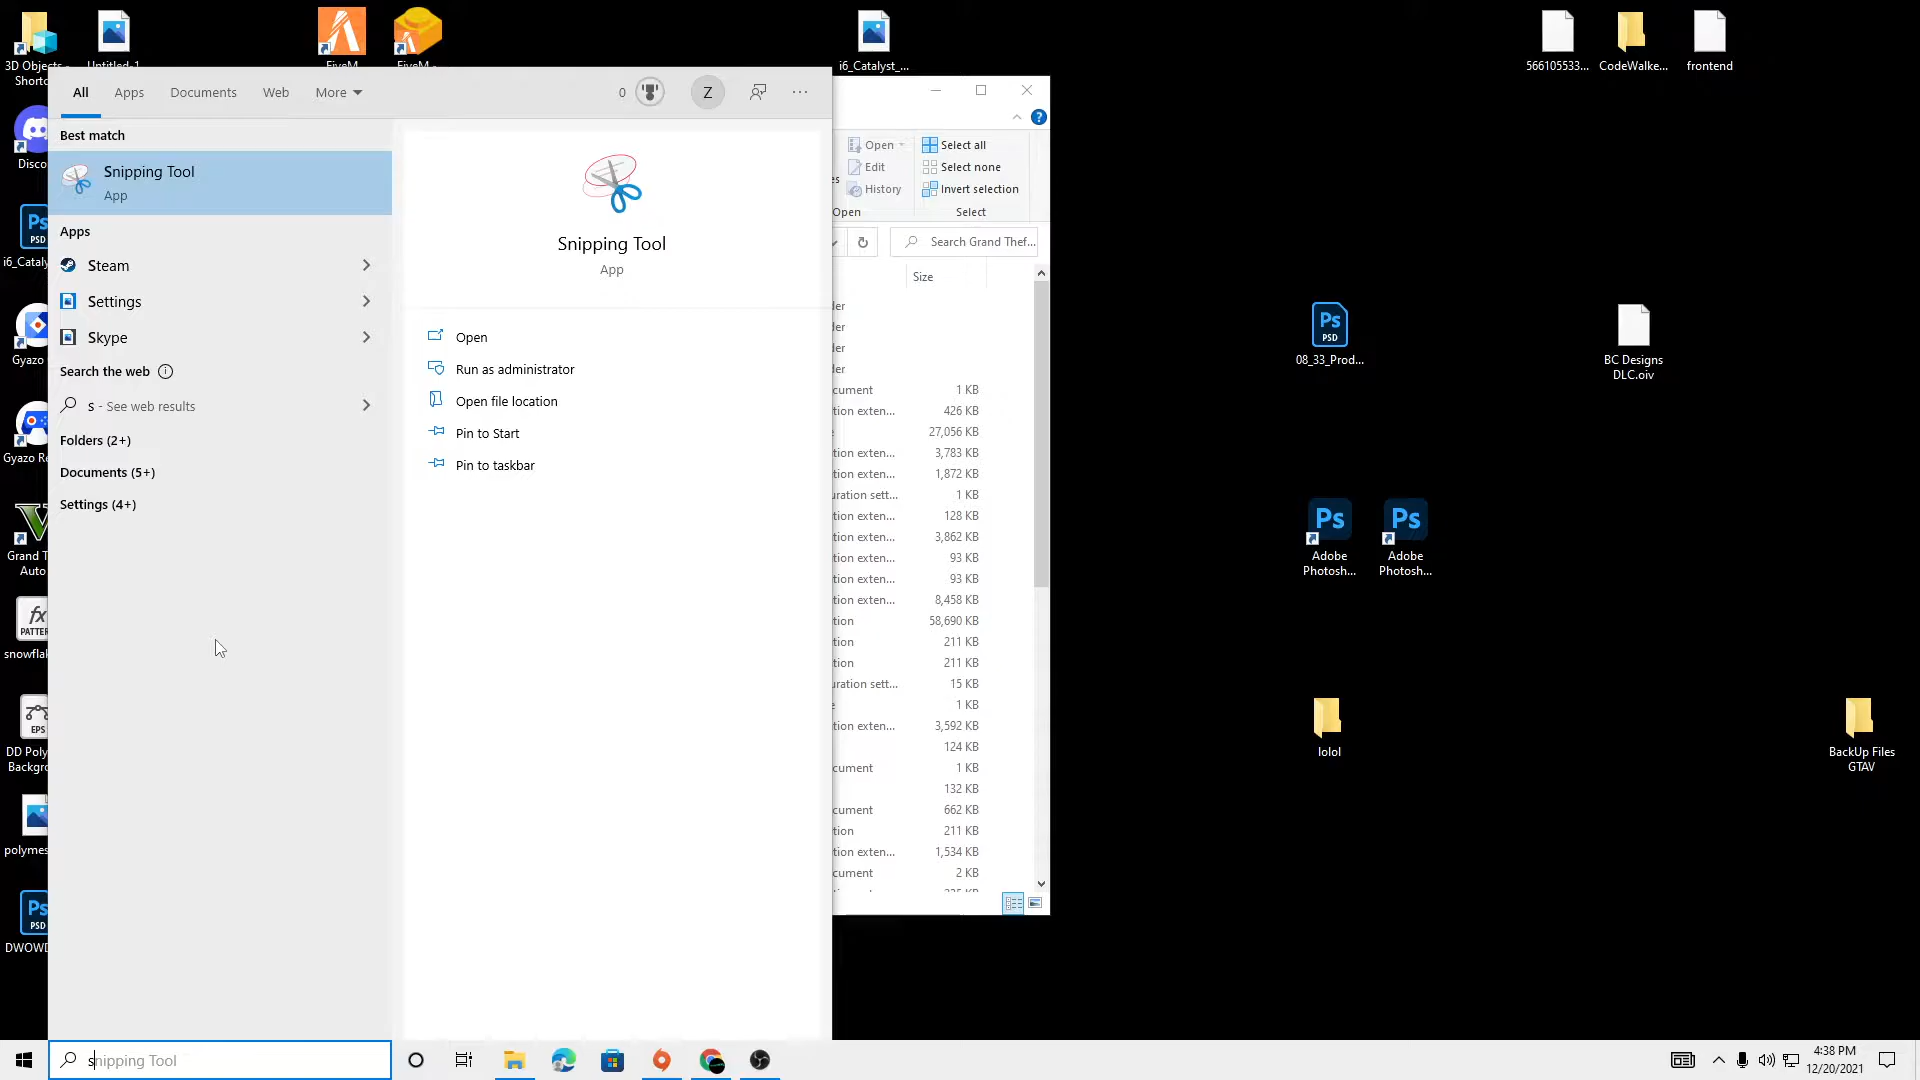 3D Objects -
Shortc
Untitled-1
FiveM
FiveM -
i6_Catalyst_...
566105533...
CodeWalke...
frontend
Disco
Ps
PSD
i6_Cataly
Gyazo
Gyazo Re
Grand T
Auto
fx
PATTER
snowflak
EPS
DD Poly
Backgro
polymes
Ps
PSD
DWOWD
All
Apps
Documents
Web
More
0
Z
...
Best match
Snipping Tool
App
Apps
Steam
Settings
Skype
Search the web
s - See web results
Folders (2+)
Documents (5+)
Settings (4+)
Snipping Tool
App
Open
Run as administrator
Open file location
Pin to Start
Pin to taskbar
Open
Edit
es
History
Open
Select all
Select none
Invert selection
Select
?
Search Grand Thef...
Size
der
der
der
der
cument 1 KB
tion exten... 426 KB
e 27,056 KB
tion exten... 3,783 KB
tion exten... 1,872 KB
uration sett... 1 KB
tion exten... 128 KB
tion exten... 3,862 KB
tion exten... 93 KB
tion exten... 93 KB
tion exten... 8,458 KB
tion 58,690 KB
tion 211 KB
tion 211 KB
uration sett... 15 KB
e 1 KB
tion exten... 3,592 KB
124 KB
cument 1 KB
132 KB
cument 662 KB
tion 211 KB
tion exten... 1,534 KB
cument 2 KB
Ps
PSD
08_33_Prod...
BC Designs
DLC.oiv
Ps
Adobe
Photosh...
Ps
Adobe
Photosh...
lolol
BackUp Files
GTAV
snipping Tool
4:38 PM
12/20/2021